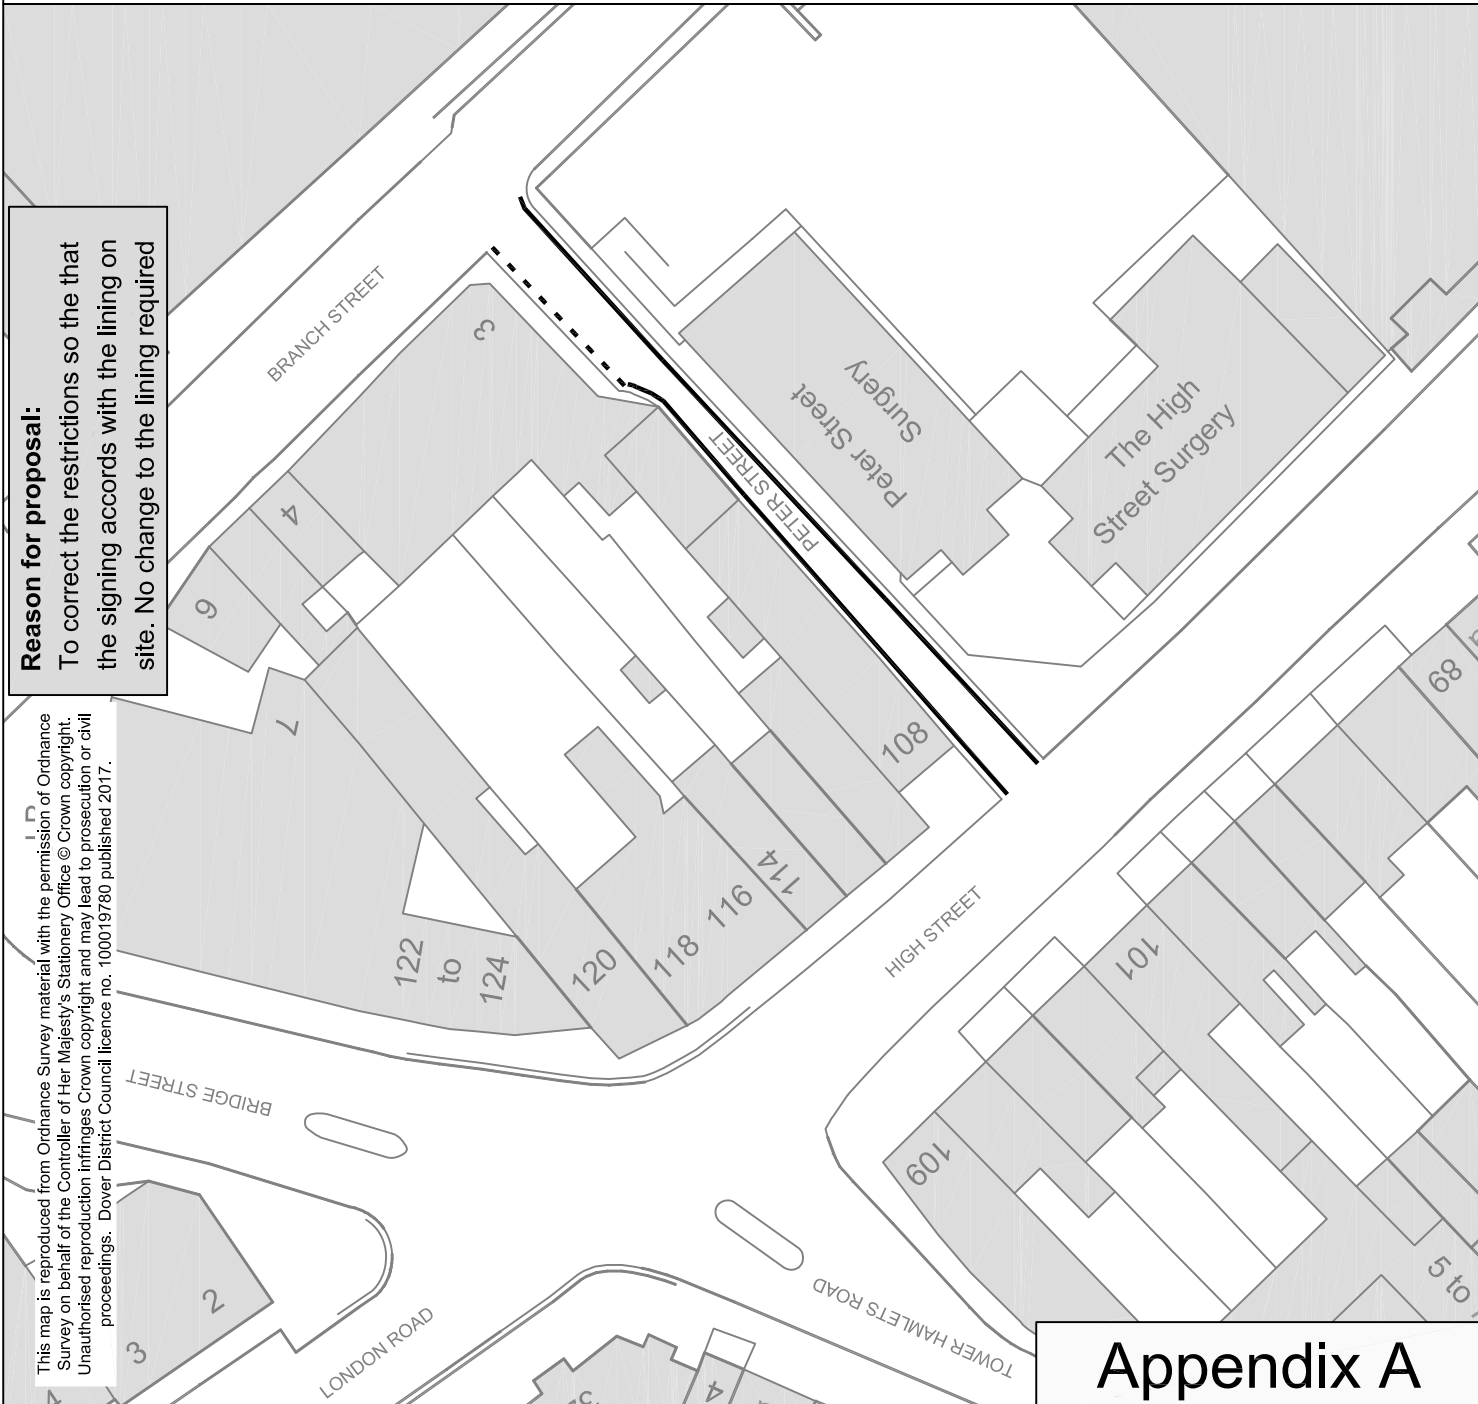 Reason for proposal:
To correct the restrictions so the that
the signing accords with the lining on
site. No change to the lining required
This map is reproduced from Ordnance Survey material with the permission of Ordnance
Survey on behalf of the Controller of Her Majesty's Stationery Office © Crown copyright.
Unauthorised reproduction infringes Crown copyright and may lead to prosecution or civil
proceedings. Dover District Council licence no. 100019780 published 2017.
BRANCH STREET
3
4
6
7
PETER STREET
Peter Street
Surgery
The High
Street Surgery
108
114
116
118
120
122
to
124
HIGH STREET
89
101
109
BRIDGE STREET
LONDON ROAD
TOWER HAMLETS ROAD
2
3
4
4
5 to
Appendix A